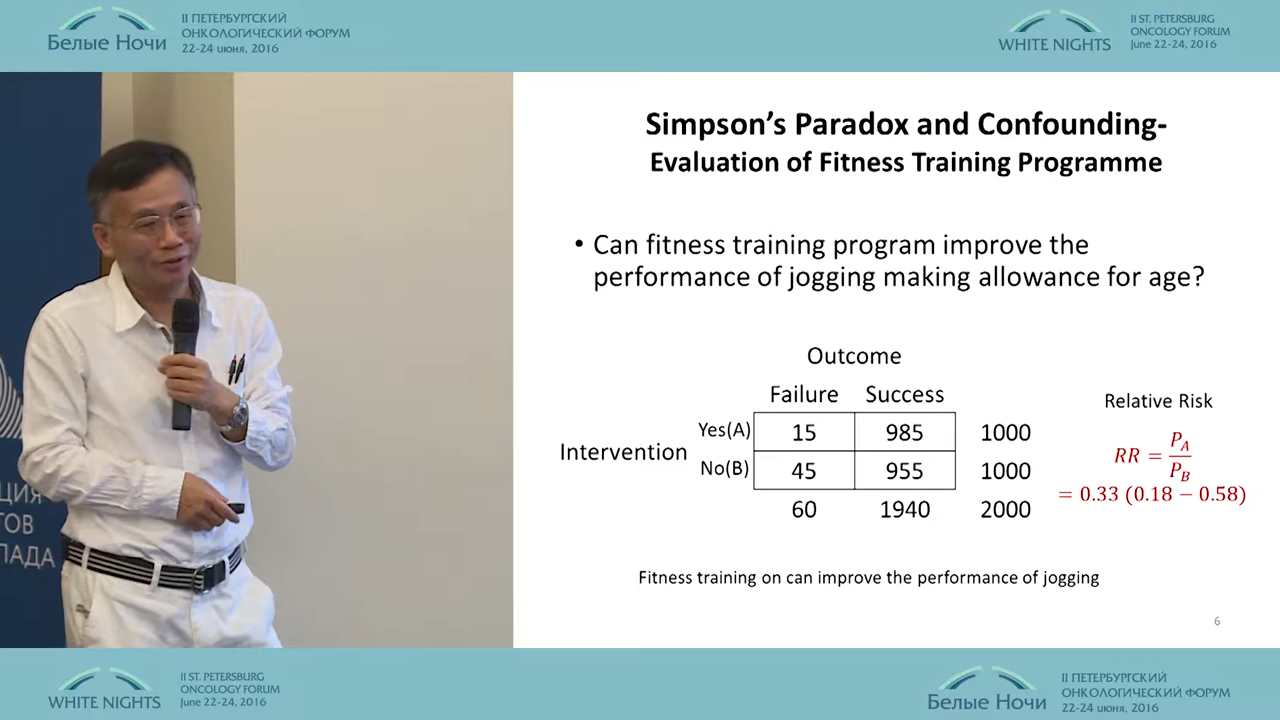 II ПЕТЕРБУРГСКИЙ
ОНКОЛОГИЧЕСКИЙ ФОРУМ
22-24 июня, 2016
Белые Ночи
II ST. PETERSBURG
ONCOLOGY FORUM
June 22-24, 2016
WHITE NIGHTS
Simpson's Paradox and Confounding-
Evaluation of Fitness Training Programme
• Can fitness training program improve the
performance of jogging making allowance for age?
Outcome
Failure Success
Intervention
Yes(A) 15 985 1000
No(B) 45 955 1000
60 1940 2000
Relative Risk
RR = P_A / P_B
= 0.33 (0.18 − 0.58)
Fitness training on can improve the performance of jogging
6
ЦИЯ
ТОВ
ПАДА
WHITE NIGHTS
II ST. PETERSBURG
ONCOLOGY FORUM
June 22-24, 2016
Белые Ночи
II ПЕТЕРБУРГСКИЙ
ОНКОЛОГИЧЕСКИЙ ФОРУМ
22-24 июня, 2016